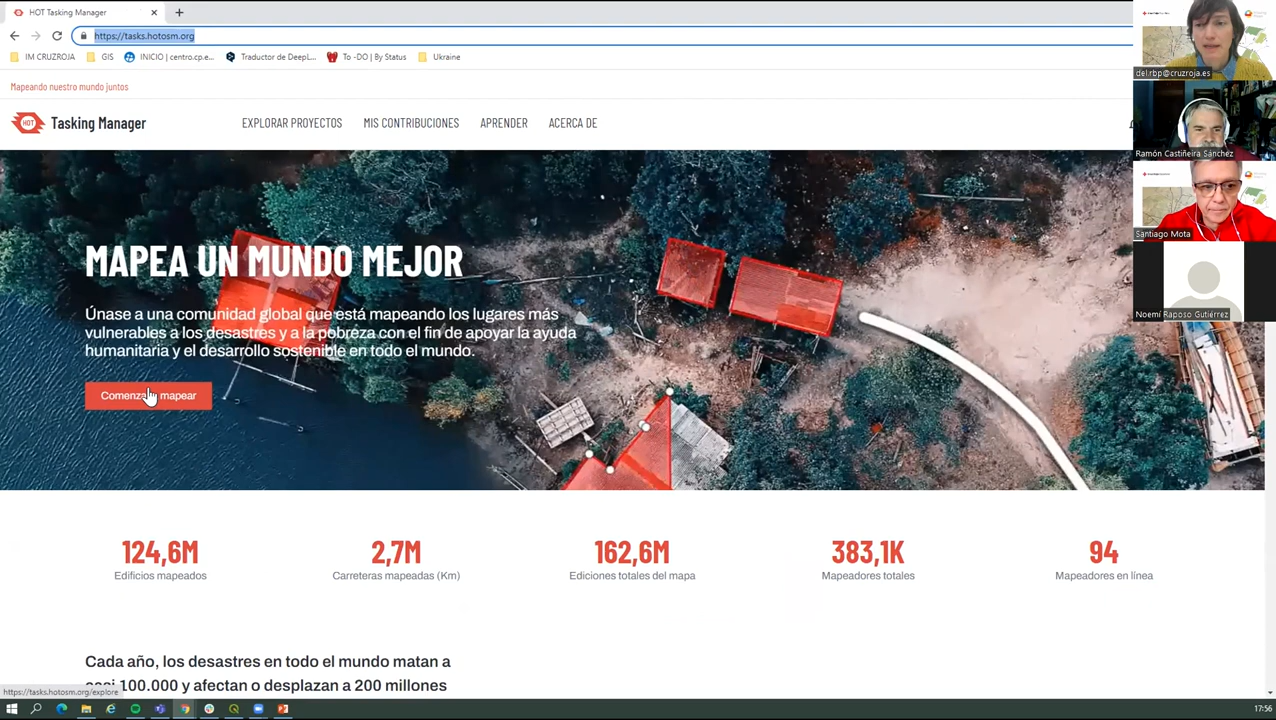 HOT Tasking Manager
https://tasks.hotosm.org
IM CRUZROJA
GIS
INICIO | centro.cp.e...
Traductor de DeepL...
To -DO | By Status
Ukraine
Mapeando nuestro mundo juntos
HOT
Tasking Manager
EXPLORAR PROYECTOS
MIS CONTRIBUCIONES
APRENDER
ACERCA DE
MAPEA UN MUNDO MEJOR
Únase a una comunidad global que está mapeando los lugares más
vulnerables a los desastres y a la pobreza con el fin de apoyar la ayuda
humanitaria y el desarrollo sostenible en todo el mundo.
mapear
124,6M
Edificios mapeados
2,7M
Carreteras mapeadas (Km)
162,6M
Ediciones totales del mapa
383,1K
Mapeadores totales
94
Mapeadores en línea
Cada año, los desastres en todo el mundo matan a
casi 100.000 y afectan o desplazan a 200 millones
https://tasks.hotosm.org/explore
17:56
del.rbp@cruzroja.es
Ramón Castiñeira Sánchez
Santiago Mota
Noemí Raposo Gutiérrez